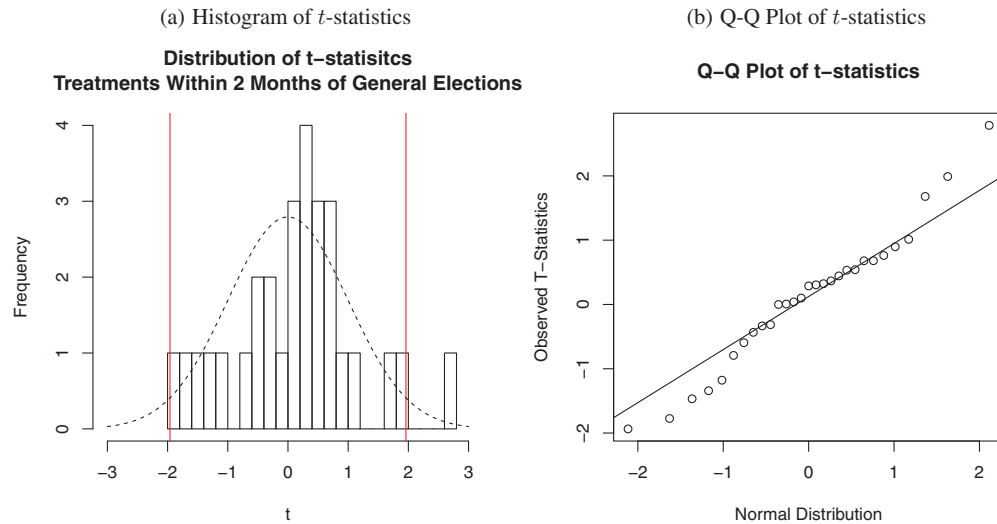 (a) Histogram of t-statistics
Distribution of t−statisitcs
Treatments Within 2 Months of General Elections
Frequency
4
3
2
1
0
−3 −2 −1 0 1 2 3
t
(b) Q-Q Plot of t-statistics
Q−Q Plot of t−statistics
Observed T−Statistics
2
1
0
−1
−2
−2 −1 0 1 2
Normal Distribution